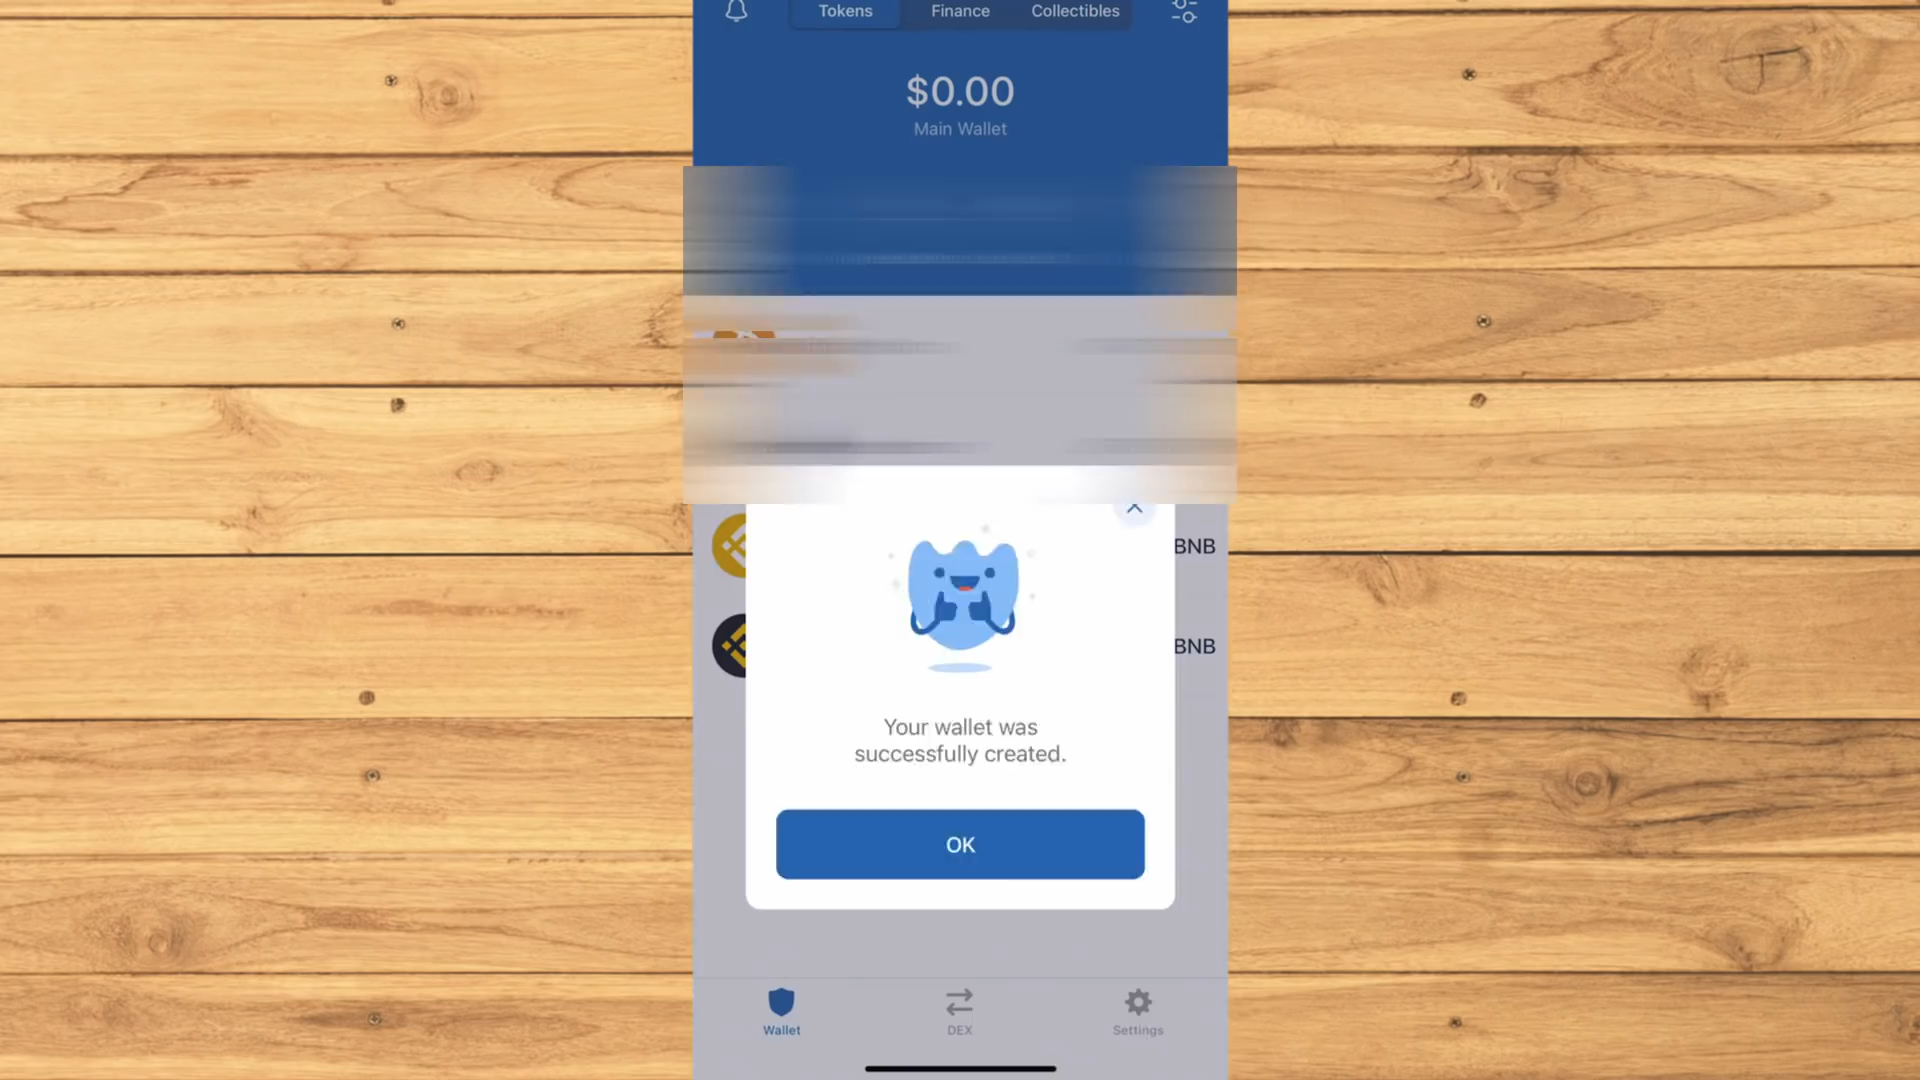 Tokens Finance Collectibles
$0.00
Main Wallet
BNB
BNB
Your wallet was
successfully created.
OK
Wallet DEX Settings